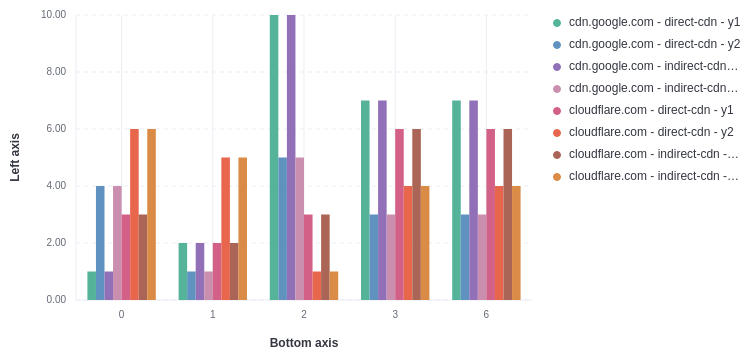 10.00
8.00
6.00
4.00
2.00
0.00
Left axis
0 1 2 3 6
Bottom axis
cdn.google.com - direct-cdn - y1
cdn.google.com - direct-cdn - y2
cdn.google.com - indirect-cdn…
cdn.google.com - indirect-cdn…
cloudflare.com - direct-cdn - y1
cloudflare.com - direct-cdn - y2
cloudflare.com - indirect-cdn -…
cloudflare.com - indirect-cdn -…